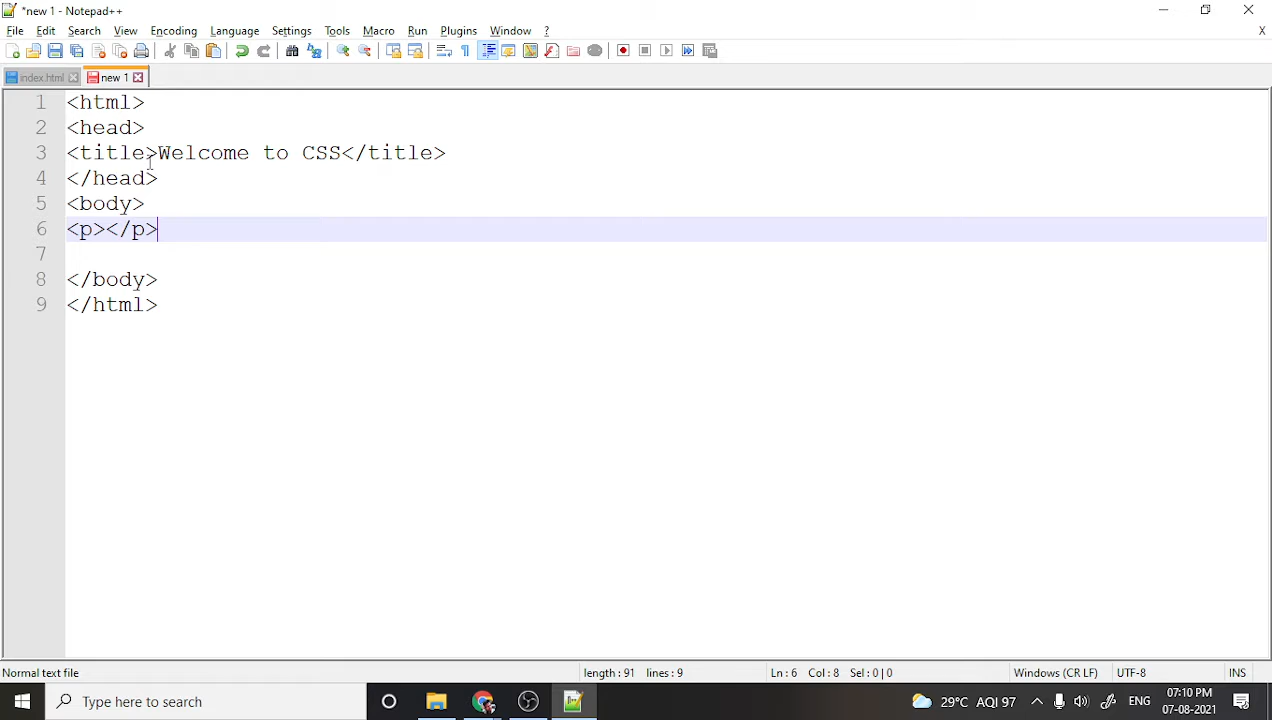 *new 1 - Notepad++
File Edit Search View Encoding Language Settings Tools Macro Run Plugins Window ? X
index.html new 1
1 <html>
2 <head>
3 <title>Welcome to CSS</title>
4 </head>
5 <body>
6 <p></p>
7
8 </body>
9 </html>
Normal text file length : 91 lines : 9 Ln : 6 Col : 8 Sel : 0 | 0 Windows (CR LF) UTF-8 INS
Type here to search 29°C AQI 97 ENG 07:10 PM
07-08-2021